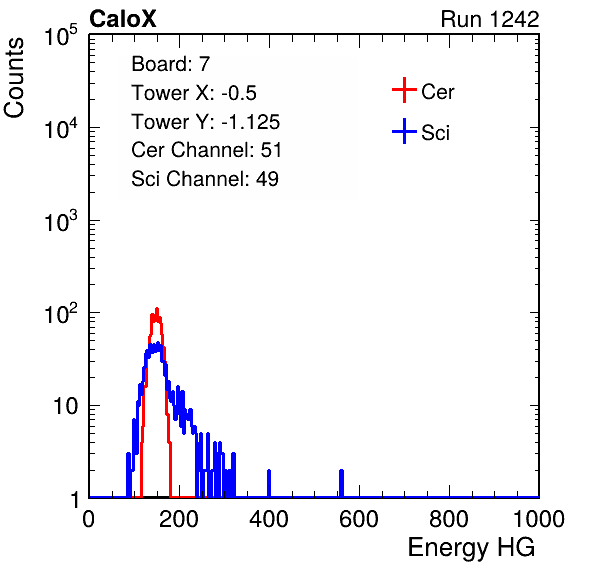 CaloX Run 1242
Counts
10^5
10^4
10^3
10^2
10
1
Board: 7
Tower X: -0.5
Tower Y: -1.125
Cer Channel: 51
Sci Channel: 49
Cer
Sci
0 200 400 600 800 1000
Energy HG